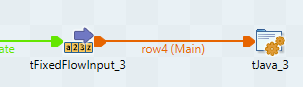 ate
row4 (Main)
tFixedFlowInput_3
tJava_3